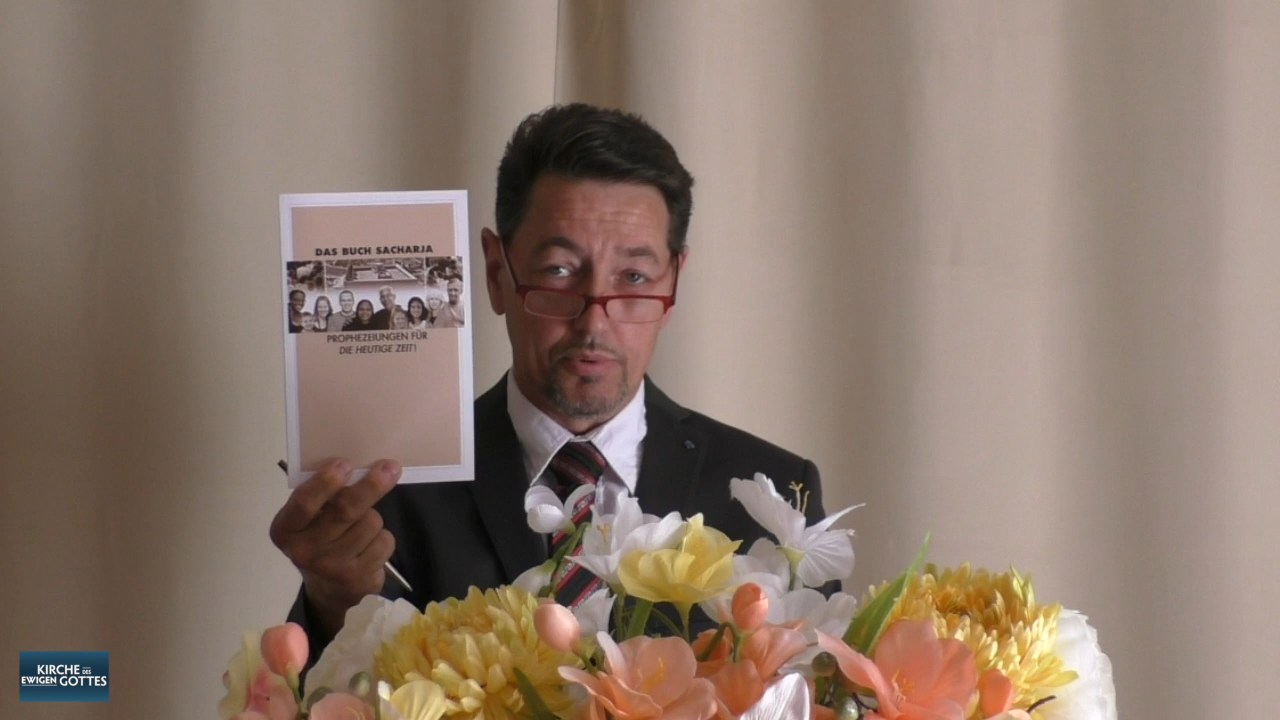 DAS BUCH SACHARJA
PROPHEZEIUNGEN FÜR
DIE HEUTIGE ZEIT!
KIRCHE DES
EWIGEN GOTTES